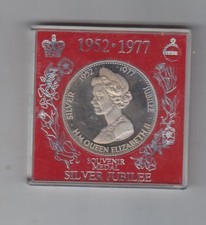 1952 · 1977
SILVER
1952 · 1977
JUBILEE
H.M. QUEEN ELIZABETH II
SOUVENIR
MEDAL
SILVER JUBILEE